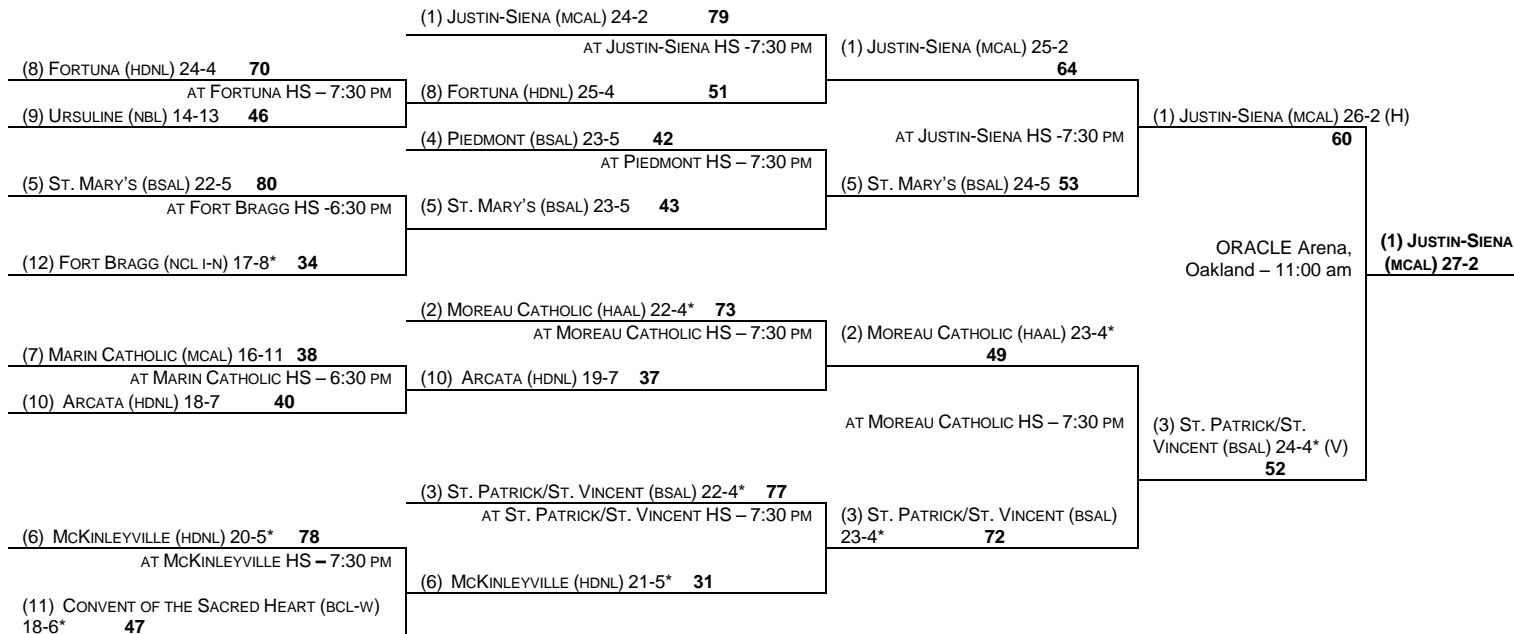 (1) JUSTIN-SIENA (MCAL) 24-2 79
AT JUSTIN-SIENA HS -7:30 PM
(8) FORTUNA (HDNL) 24-4 70
AT FORTUNA HS – 7:30 PM
(9) URSULINE (NBL) 14-13 46
(8) FORTUNA (HDNL) 25-4 51
(1) JUSTIN-SIENA (MCAL) 25-2
64
(4) PIEDMONT (BSAL) 23-5 42
AT PIEDMONT HS – 7:30 PM
(5) ST. MARY'S (BSAL) 22-5 80
AT FORT BRAGG HS -6:30 PM
(12) FORT BRAGG (NCL I-N) 17-8* 34
(5) ST. MARY'S (BSAL) 23-5 43
AT JUSTIN-SIENA HS -7:30 PM
(5) ST. MARY'S (BSAL) 24-5 53
(1) JUSTIN-SIENA (MCAL) 26-2 (H)
60
ORACLE Arena,
Oakland – 11:00 am
(1) JUSTIN-SIENA
(MCAL) 27-2
(2) MOREAU CATHOLIC (HAAL) 22-4* 73
AT MOREAU CATHOLIC HS – 7:30 PM
(7) MARIN CATHOLIC (MCAL) 16-11 38
AT MARIN CATHOLIC HS – 6:30 PM
(10) ARCATA (HDNL) 18-7 40
(10) ARCATA (HDNL) 19-7 37
(2) MOREAU CATHOLIC (HAAL) 23-4*
49
AT MOREAU CATHOLIC HS – 7:30 PM
(3) ST. PATRICK/ST.
VINCENT (BSAL) 24-4* (V)
52
(3) ST. PATRICK/ST. VINCENT (BSAL) 22-4* 77
AT ST. PATRICK/ST. VINCENT HS – 7:30 PM
(6) MCKINLEYVILLE (HDNL) 20-5* 78
AT MCKINLEYVILLE HS – 7:30 PM
(11) CONVENT OF THE SACRED HEART (BCL-W)
18-6* 47
(6) MCKINLEYVILLE (HDNL) 21-5* 31
(3) ST. PATRICK/ST. VINCENT (BSAL)
23-4* 72